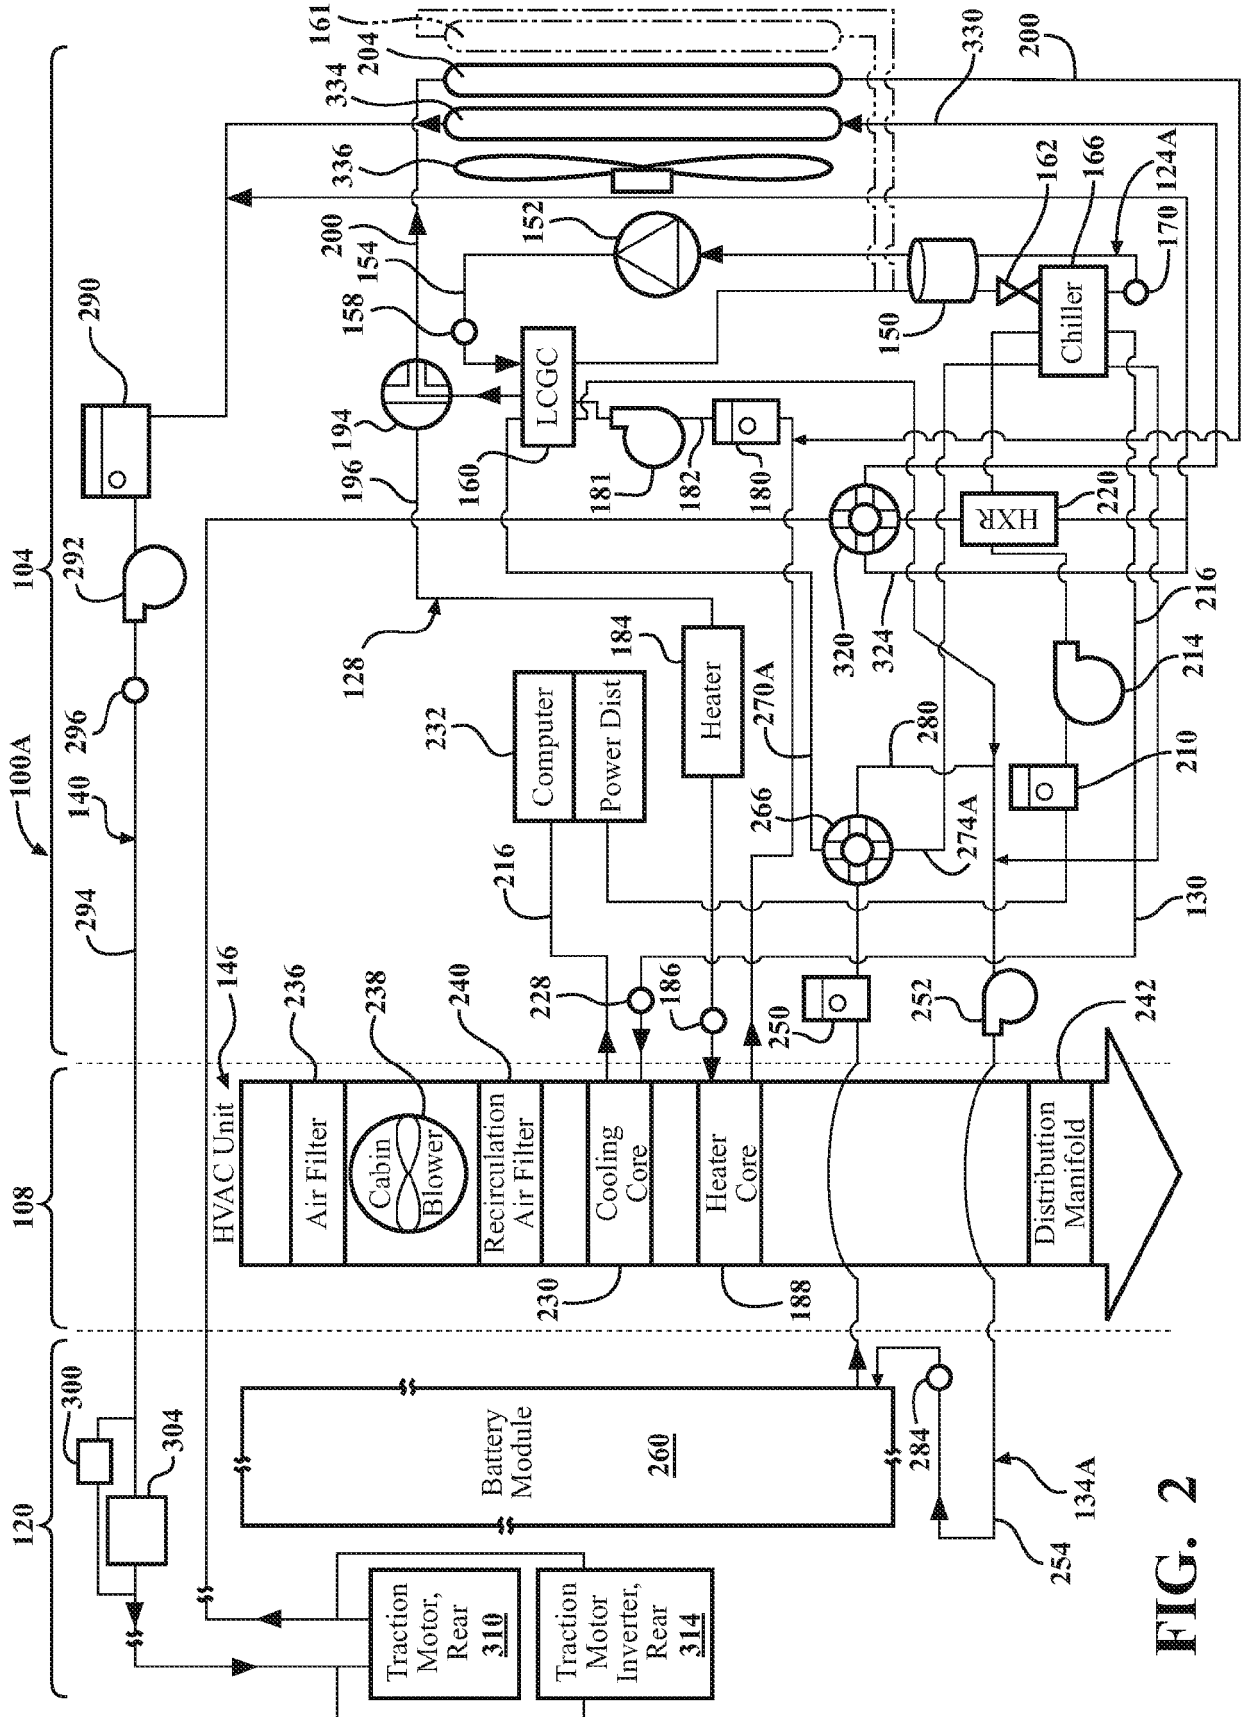 100A
120
108
104
300
294
140
296
292
290
304
HVAC Unit
146
Air Filter
236
Cabin
Blower
238
Recirculation
Air Filter
240
Traction
Motor,
Rear
310
Battery
Module
260
Cooling
Core
230
228
216
Computer
Power Dist
232
128
196
194
158
154
200
336
334
204
161
Traction
Motor
Inverter,
Rear
314
Heater
Core
188
186
Heater
184
LCGC
160
181
182
180
152
250
266
270A
320
324
150
284
252
280
274A
HXR
220
Chiller
162
166
124A
170
330
200
134A
254
Distribution
Manifold
242
130
210
214
216
FIG. 2